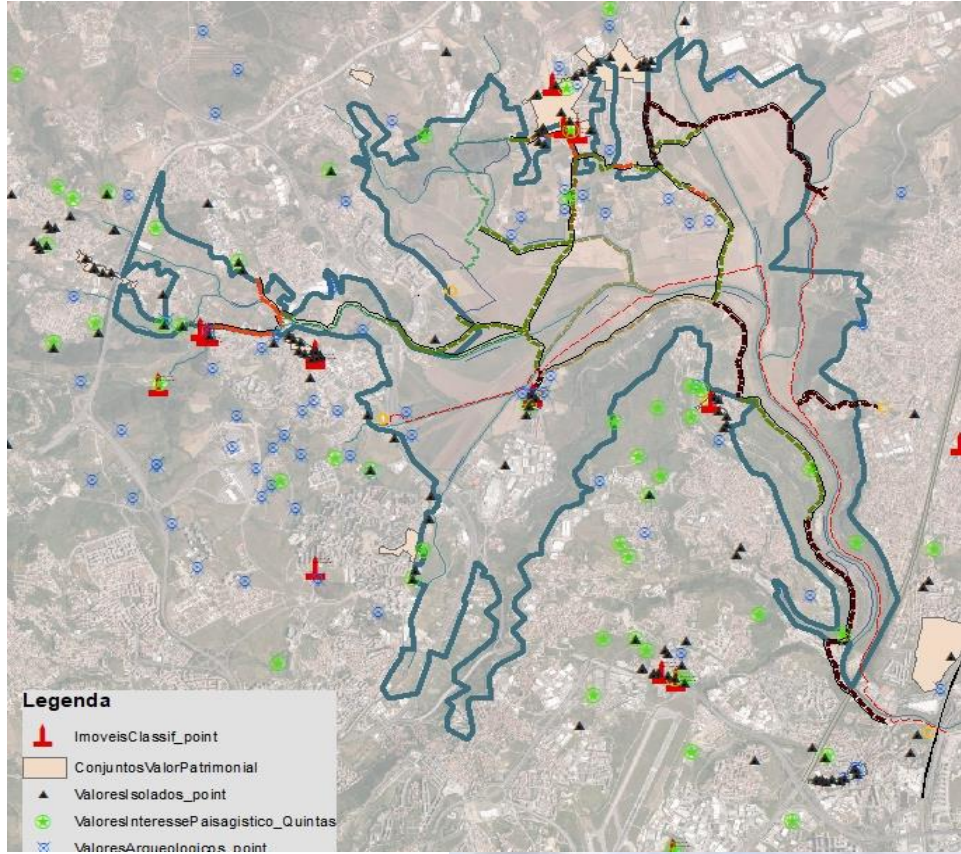 Legenda
ImoveisClassif_point
ConjuntosValorPatrimonial
ValoresIsolados_point
ValoresInteressePaisagistico_Quintas
ValoresArqueologicos_point